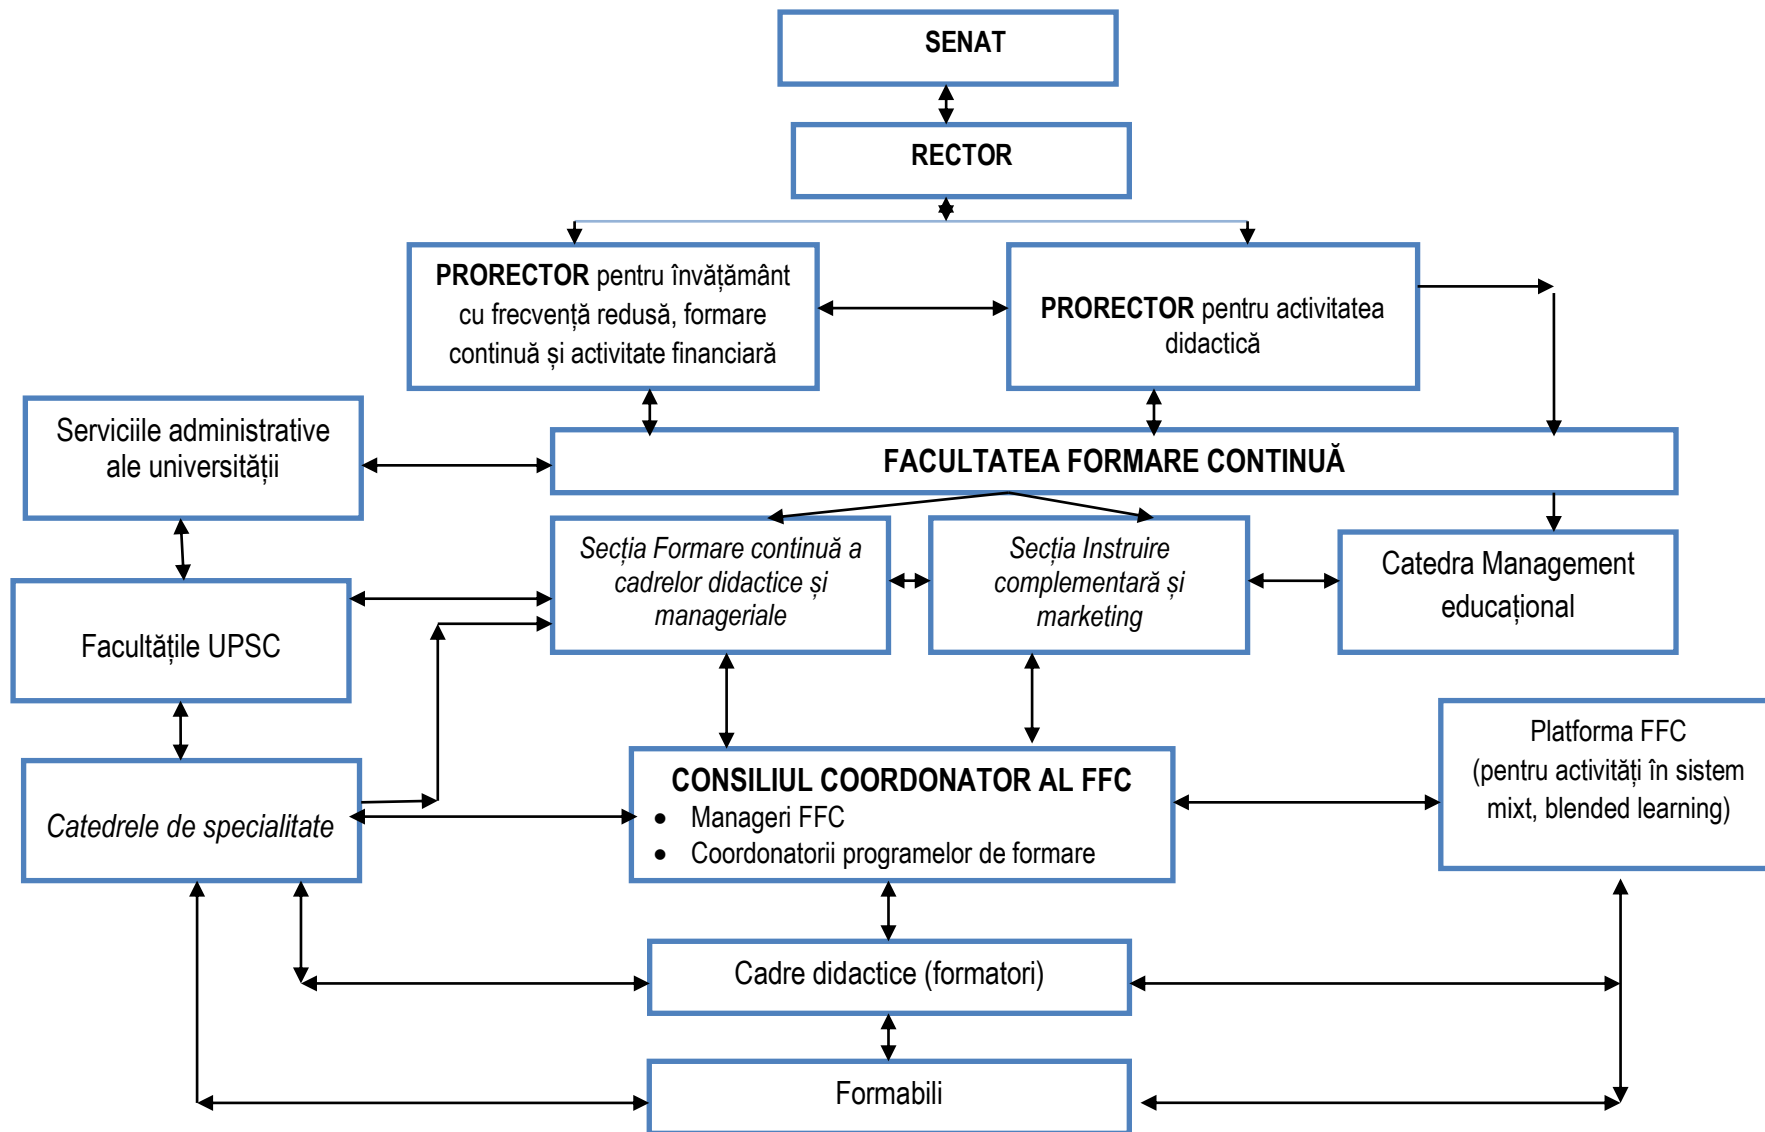 SENAT
RECTOR
PRORECTOR pentru învățământ
cu frecvență redusă, formare
continuă și activitate financiară
PRORECTOR pentru activitatea
didactică
Serviciile administrative
ale universității
FACULTATEA FORMARE CONTINUĂ
Secția Formare continuă a
cadrelor didactice și
manageriale
Secția Instruire
complementară și
marketing
Catedra Management
educațional
Facultățile UPSC
Platforma FFC
(pentru activități în sistem
mixt, blended learning)
CONSILIUL COORDONATOR AL FFC
• Manageri FFC
• Coordonatorii programelor de formare
Catedrele de specialitate
Cadre didactice (formatori)
Formabili